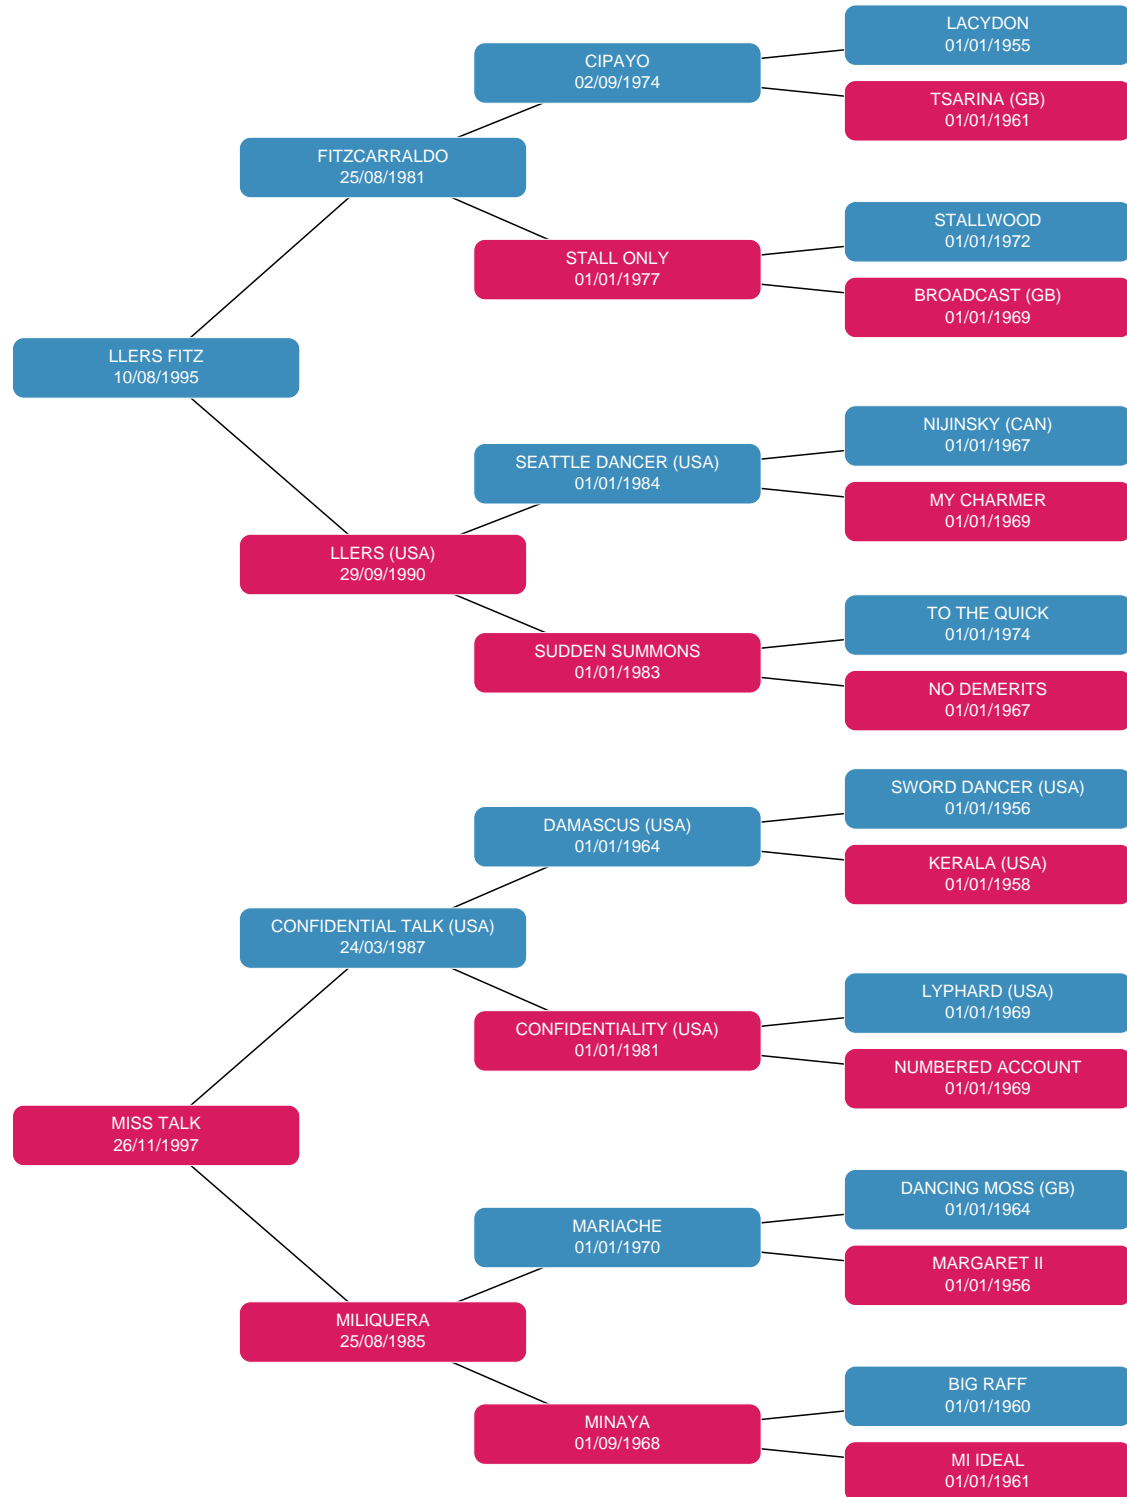 LACYDON
01/01/1955
CIPAYO
02/09/1974
TSARINA (GB)
01/01/1961
FITZCARRALDO
25/08/1981
STALLWOOD
01/01/1972
STALL ONLY
01/01/1977
BROADCAST (GB)
01/01/1969
LLERS FITZ
10/08/1995
NIJINSKY (CAN)
01/01/1967
SEATTLE DANCER (USA)
01/01/1984
MY CHARMER
01/01/1969
LLERS (USA)
29/09/1990
TO THE QUICK
01/01/1974
SUDDEN SUMMONS
01/01/1983
NO DEMERITS
01/01/1967
SWORD DANCER (USA)
01/01/1956
DAMASCUS (USA)
01/01/1964
KERALA (USA)
01/01/1958
CONFIDENTIAL TALK (USA)
24/03/1987
LYPHARD (USA)
01/01/1969
CONFIDENTIALITY (USA)
01/01/1981
NUMBERED ACCOUNT
01/01/1969
MISS TALK
26/11/1997
DANCING MOSS (GB)
01/01/1964
MARIACHE
01/01/1970
MARGARET II
01/01/1956
MILIQUERA
25/08/1985
BIG RAFF
01/01/1960
MINAYA
01/09/1968
MI IDEAL
01/01/1961